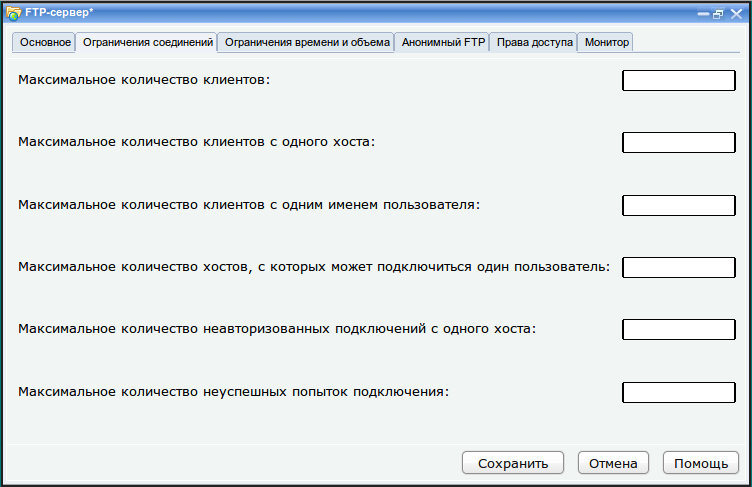 FTP-сервер*
Основное Ограничения соединений Ограничения времени и объема Анонимный FTP Права доступа Монитор
Максимальное количество клиентов:
Максимальное количество клиентов с одного хоста:
Максимальное количество клиентов с одним именем пользователя:
Максимальное количество хостов, с которых может подключиться один пользователь:
Максимальное количество неавторизованных подключений с одного хоста:
Максимальное количество неуспешных попыток подключения:
Сохранить Отмена Помощь